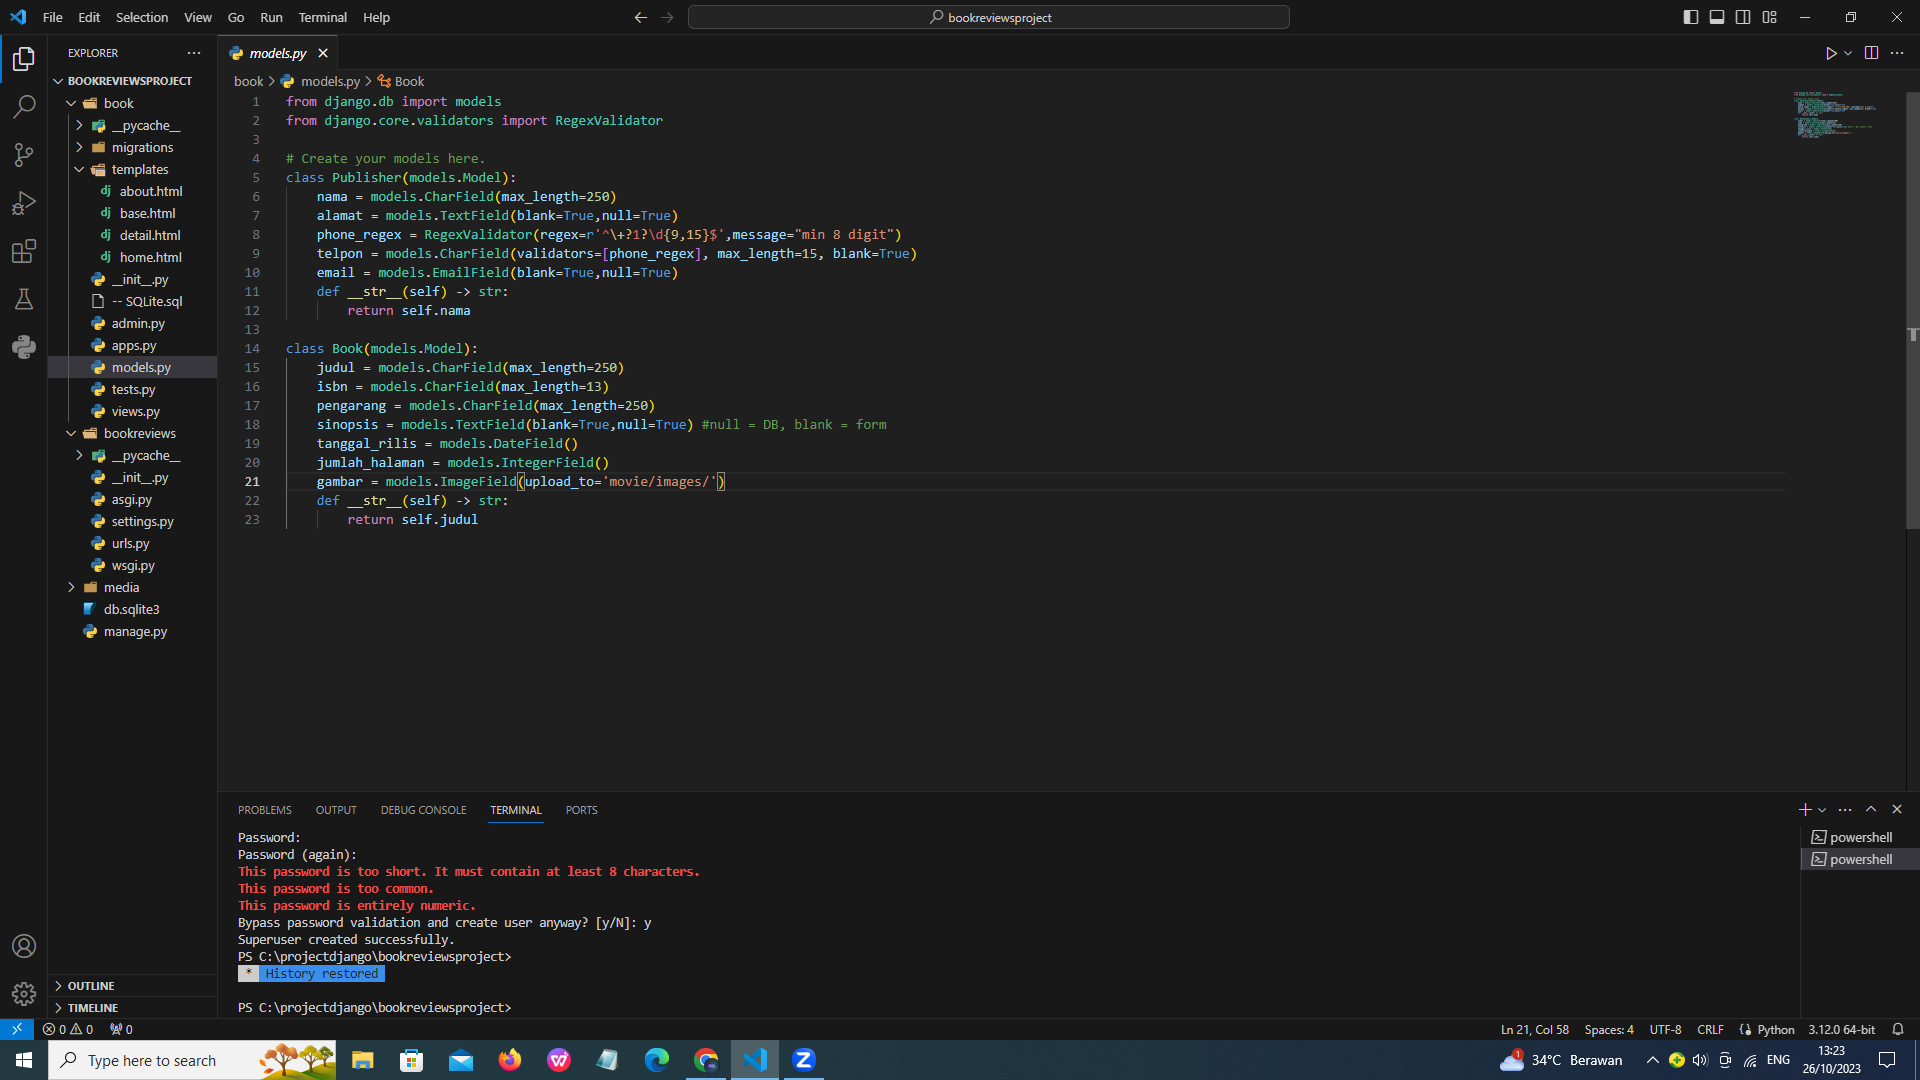 File Edit Selection View Go Run Terminal Help
bookreviewsproject
EXPLORER
BOOKREVIEWSPROJECT
book
__pycache__
migrations
templates
dj about.html
dj base.html
dj detail.html
dj home.html
__init__.py
-- SQLite.sql
admin.py
apps.py
models.py
tests.py
views.py
bookreviews
__pycache__
__init__.py
asgi.py
settings.py
urls.py
wsgi.py
media
db.sqlite3
manage.py
OUTLINE
TIMELINE
models.py
book > models.py > Book
1 from django.db import models
2 from django.core.validators import RegexValidator
3
4 # Create your models here.
5 class Publisher(models.Model):
6 nama = models.CharField(max_length=250)
7 alamat = models.TextField(blank=True,null=True)
8 phone_regex = RegexValidator(regex=r'^\+?1?\d{9,15}$',message="min 8 digit")
9 telpon = models.CharField(validators=[phone_regex], max_length=15, blank=True)
10 email = models.EmailField(blank=True,null=True)
11 def __str__(self) -> str:
12 return self.nama
13
14 class Book(models.Model):
15 judul = models.CharField(max_length=250)
16 isbn = models.CharField(max_length=13)
17 pengarang = models.CharField(max_length=250)
18 sinopsis = models.TextField(blank=True,null=True) #null = DB, blank = form
19 tanggal_rilis = models.DateField()
20 jumlah_halaman = models.IntegerField()
21 gambar = models.ImageField(upload_to='movie/images/')
22 def __str__(self) -> str:
23 return self.judul
PROBLEMS OUTPUT DEBUG CONSOLE TERMINAL PORTS
Password:
Password (again):
This password is too short. It must contain at least 8 characters.
This password is too common.
This password is entirely numeric.
Bypass password validation and create user anyway? [y/N]: y
Superuser created successfully.
PS C:\projectdjango\bookreviewsproject>
* History restored
PS C:\projectdjango\bookreviewsproject>
powershell
powershell
0 0 0
Ln 21, Col 58 Spaces: 4 UTF-8 CRLF Python 3.12.0 64-bit
Type here to search
1 34°C Berawan ENG 13:23
26/10/2023